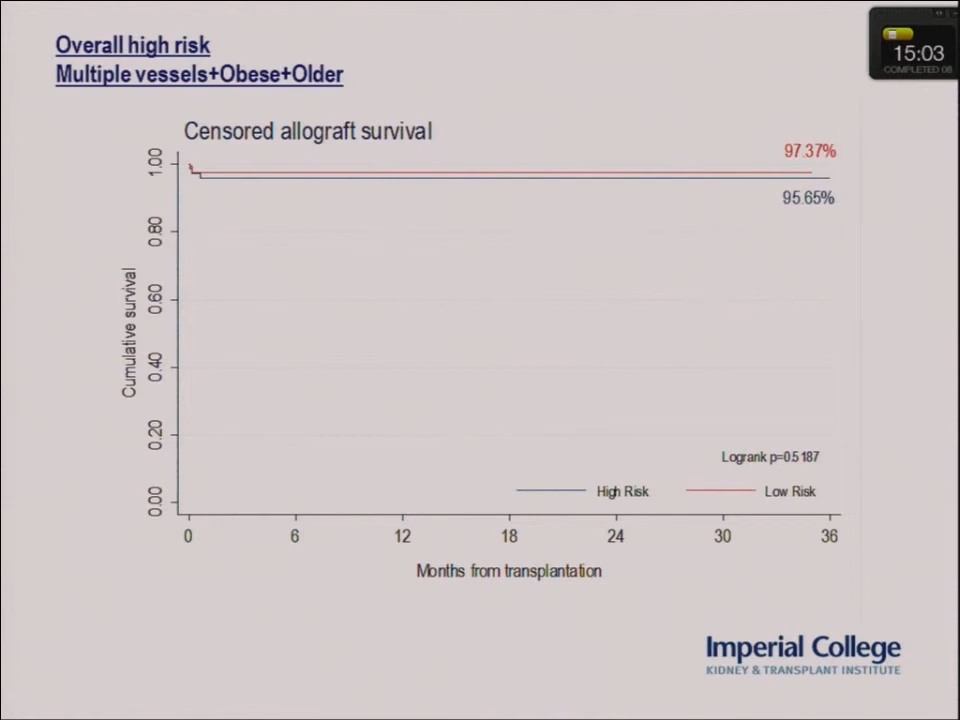 Overall high risk
Multiple vessels+Obese+Older
15:03
COMPLETED 06
Censored allograft survival
97.37%
95.65%
Cumulative survival
1.00
0.80
0.60
0.40
0.20
0.00
Logrank p=0.5187
High Risk
Low Risk
0 6 12 18 24 30 36
Months from transplantation
Imperial College
KIDNEY & TRANSPLANT INSTITUTE